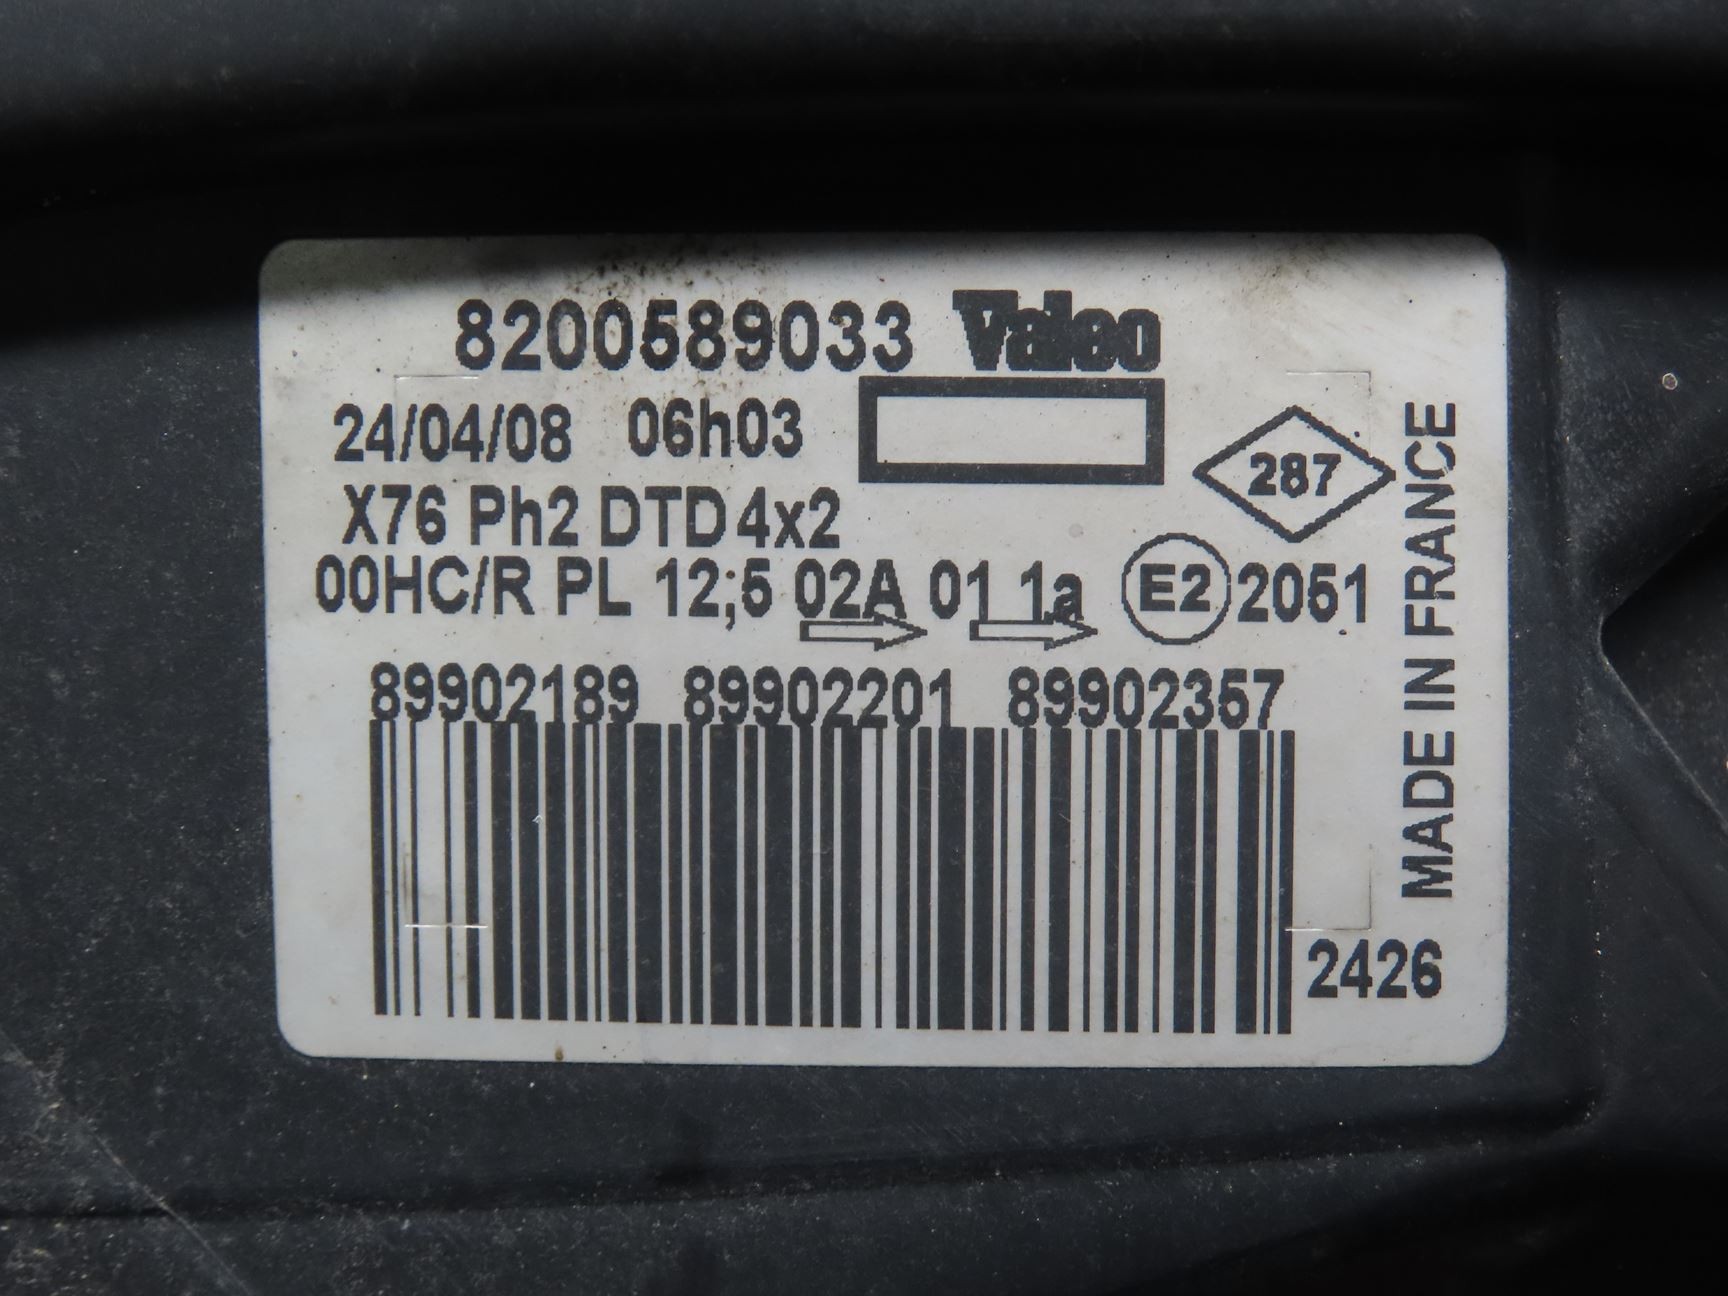 8200589033 Valeo
24/04/08 06h03
287
X76 Ph2 DTD 4x2
00HC/R PL 12;5 02A 01 1a E2 2051
89902189 89902201 89902357
2426
MADE IN FRANCE